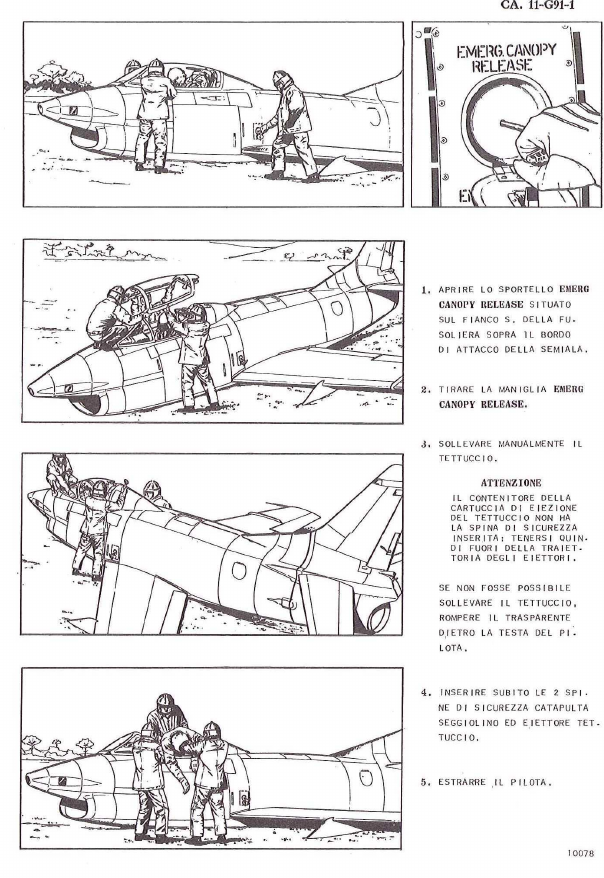 CA. 11-G91-1
EMERG. CANOPY
RELEASE
1. APRIRE LO SPORTELLO EMERG
CANOPY RELEASE SITUATO
SUL FIANCO S. DELLA FU-
SOLIERA SOPRA IL BORDO
DI ATTACCO DELLA SEMIALA.
2. TIRARE LA MANIGLIA EMERG
CANOPY RELEASE.
3. SOLLEVARE MANUALMENTE IL
TETTUCCIO.
ATTENZIONE
IL CONTENITORE DELLA
CARTUCCIA DI EIEZIONE
DEL TETTUCCIO NON HA
LA SPINA DI SICUREZZA
INSERITA; TENERSI QUIN-
DI FUORI DELLA TRAIET-
TORIA DEGLI EIETTORI.
SE NON FOSSE POSSIBILE
SOLLEVARE IL TETTUCCIO,
ROMPERE IL TRASPARENTE
DIETRO LA TESTA DEL PI-
LOTA.
4. INSERIRE SUBITO LE 2 SPI-
NE DI SICUREZZA CATAPULTA
SEGGIOLINO ED EIETTORE TET-
TUCCIO.
5. ESTRARRE IL PILOTA.
10078